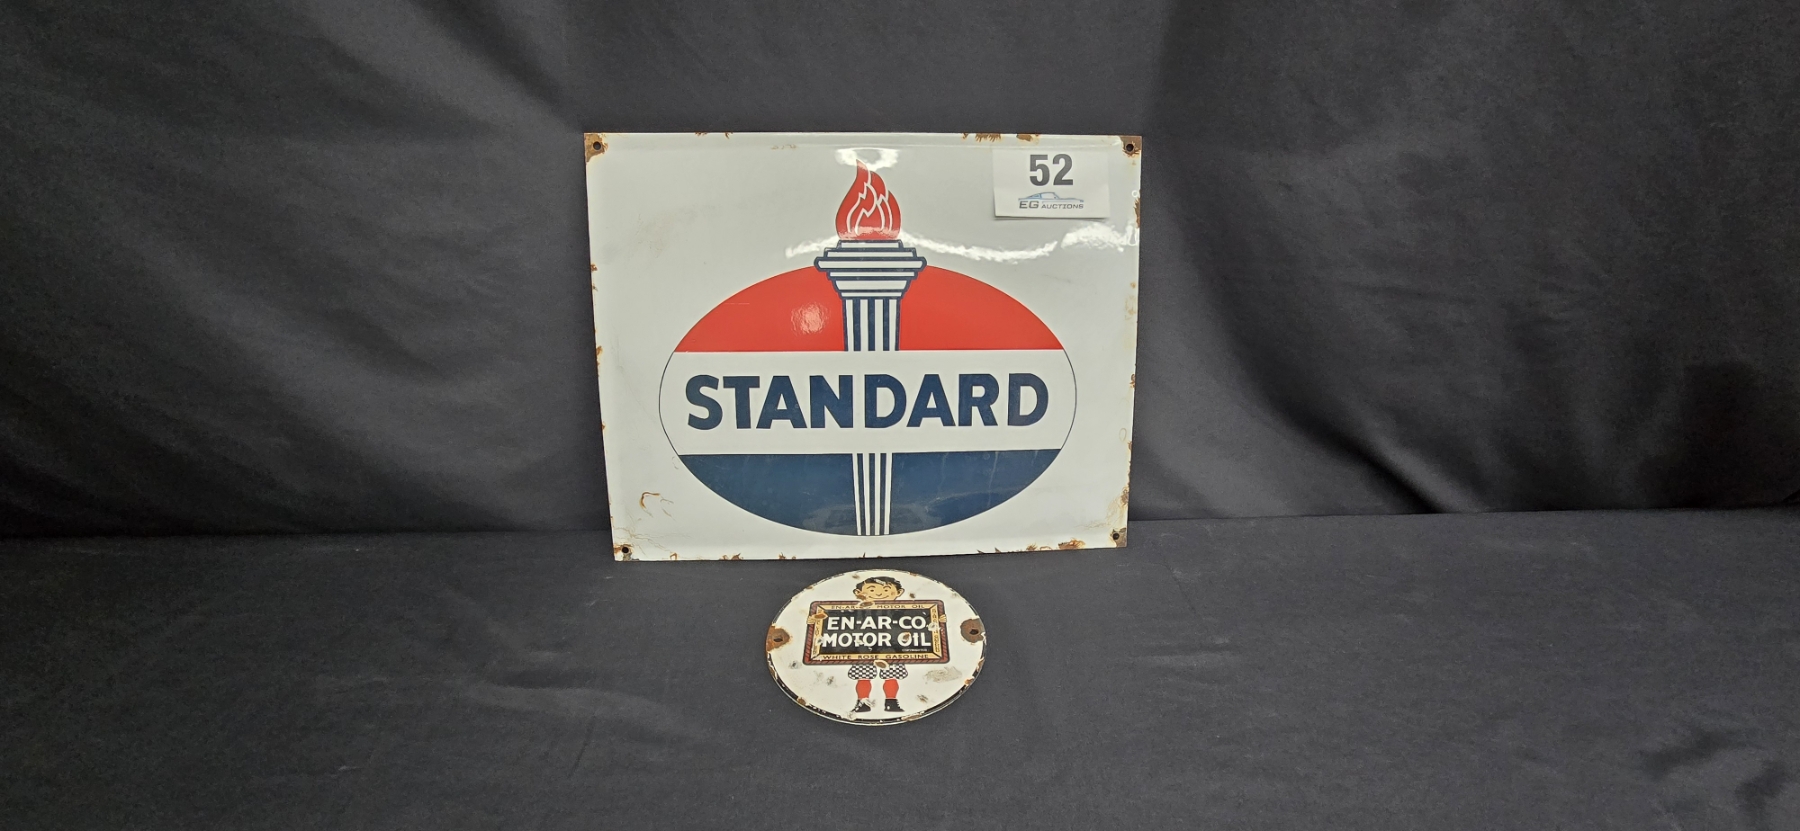 52
EG AUCTIONS
STANDARD
EN-AR-CO MOTOR OIL
EN-AR-CO
MOTOR OIL
WHITE ROSE GASOLINE